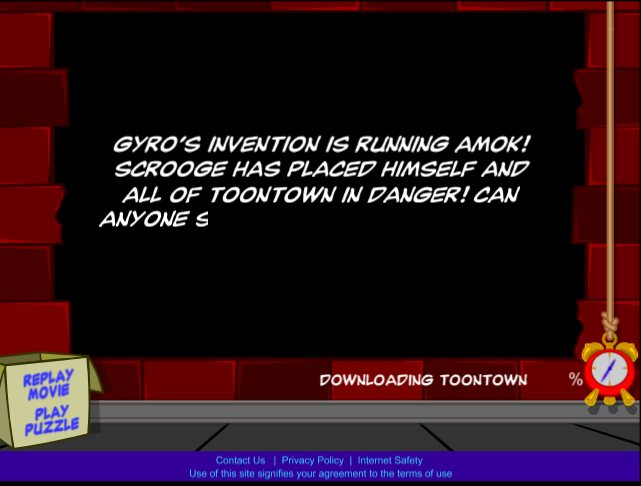 GYRO'S INVENTION IS RUNNING AMOK!
SCROOGE HAS PLACED HIMSELF AND
ALL OF TOONTOWN IN DANGER! CAN
ANYONE S
DOWNLOADING TOONTOWN %
REPLAY
MOVIE
PLAY
PUZZLE
Contact Us | Privacy Policy | Internet Safety
Use of this site signifies your agreement to the terms of use